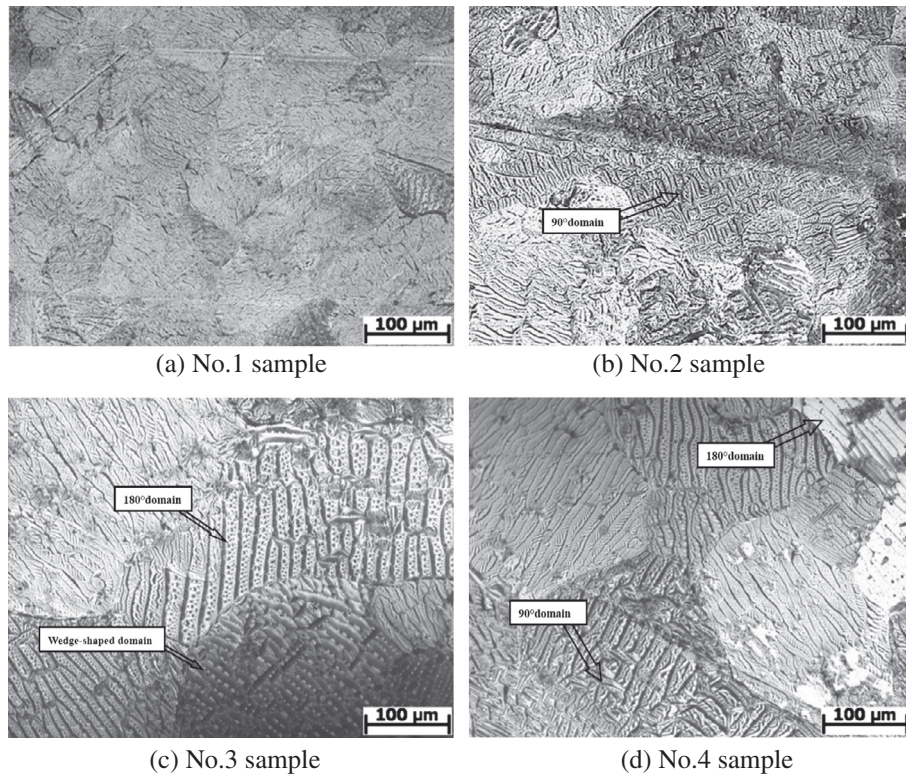 100 µm
(a) No.1 sample
90°domain
100 µm
(b) No.2 sample
180°domain
Wedge-shaped domain
100 µm
(c) No.3 sample
180°domain
90°domain
100 µm
(d) No.4 sample